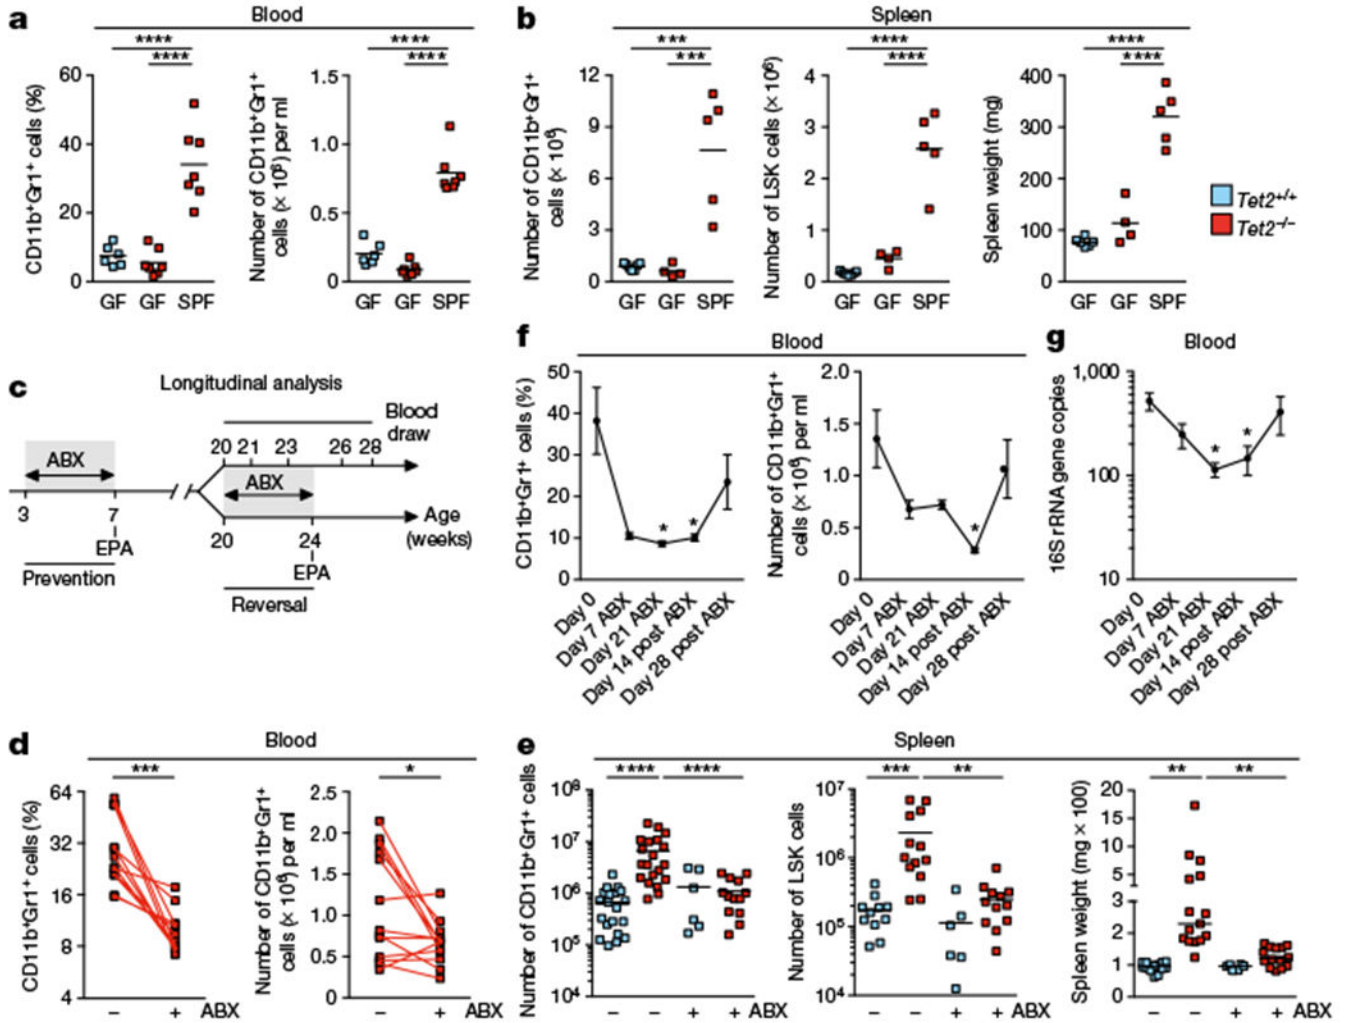 a
Blood
****
****
CD11b⁺Gr1⁺ cells (%)
60
40
20
0
GF GF SPF
****
****
Number of CD11b⁺Gr1⁺
cells (× 10⁶) per ml
1.5
1.0
0.5
0
GF GF SPF
b
Spleen
***
***
Number of CD11b⁺Gr1⁺
cells (× 10⁶)
12
9
6
3
0
GF GF SPF
****
****
Number of LSK cells (× 10⁶)
4
3
2
1
0
GF GF SPF
****
****
Spleen weight (mg)
400
300
200
100
0
GF GF SPF
Tet2⁺/⁺
Tet2⁻/⁻
c
Longitudinal analysis
Blood
draw
20 21 23 26 28
ABX
ABX
3 7
EPA
Prevention
Age
(weeks)
20 24
EPA
Reversal
f
Blood
CD11b⁺Gr1⁺ cells (%)
50
40
30
20
10
0
* *
Day 0
Day 7 ABX
Day 21 ABX
Day 14 post ABX
Day 28 post ABX
Number of CD11b⁺Gr1⁺
cells (× 10⁶) per ml
2.0
1.5
1.0
0.5
0
*
Day 0
Day 7 ABX
Day 21 ABX
Day 14 post ABX
Day 28 post ABX
g
Blood
16S rRNA gene copies
1,000
100
10
* *
Day 0
Day 7 ABX
Day 21 ABX
Day 14 post ABX
Day 28 post ABX
d
Blood
***
CD11b⁺Gr1⁺ cells (%)
64
32
16
8
4
– +
*
Number of CD11b⁺Gr1⁺
cells (× 10⁶) per ml
2.5
2.0
1.5
1.0
0.5
0
– + ABX
e
Spleen
**** ****
Number of CD11b⁺Gr1⁺ cells
10⁸
10⁷
10⁶
10⁵
10⁴
– – + +
*** **
Number of LSK cells
10⁷
10⁶
10⁵
10⁴
– – + + ABX
** **
Spleen weight (mg × 100)
20
15
10
5
3
2
1
0
– – + + ABX